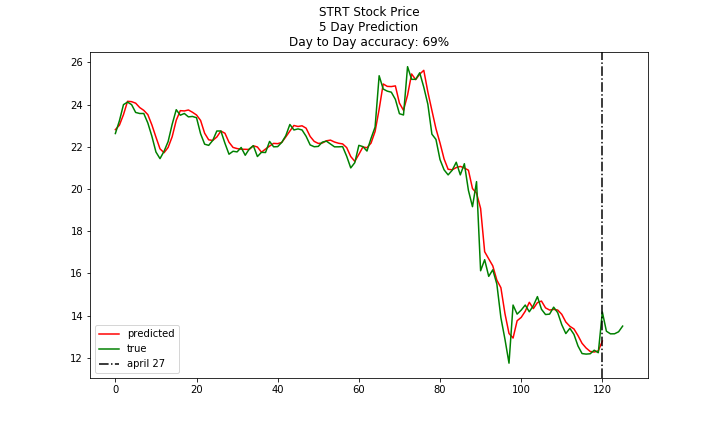 STRT Stock Price
5 Day Prediction
Day to Day accuracy: 69%
26
24
22
20
18
16
14
12
predicted
true
april 27
0
20
40
60
80
100
120